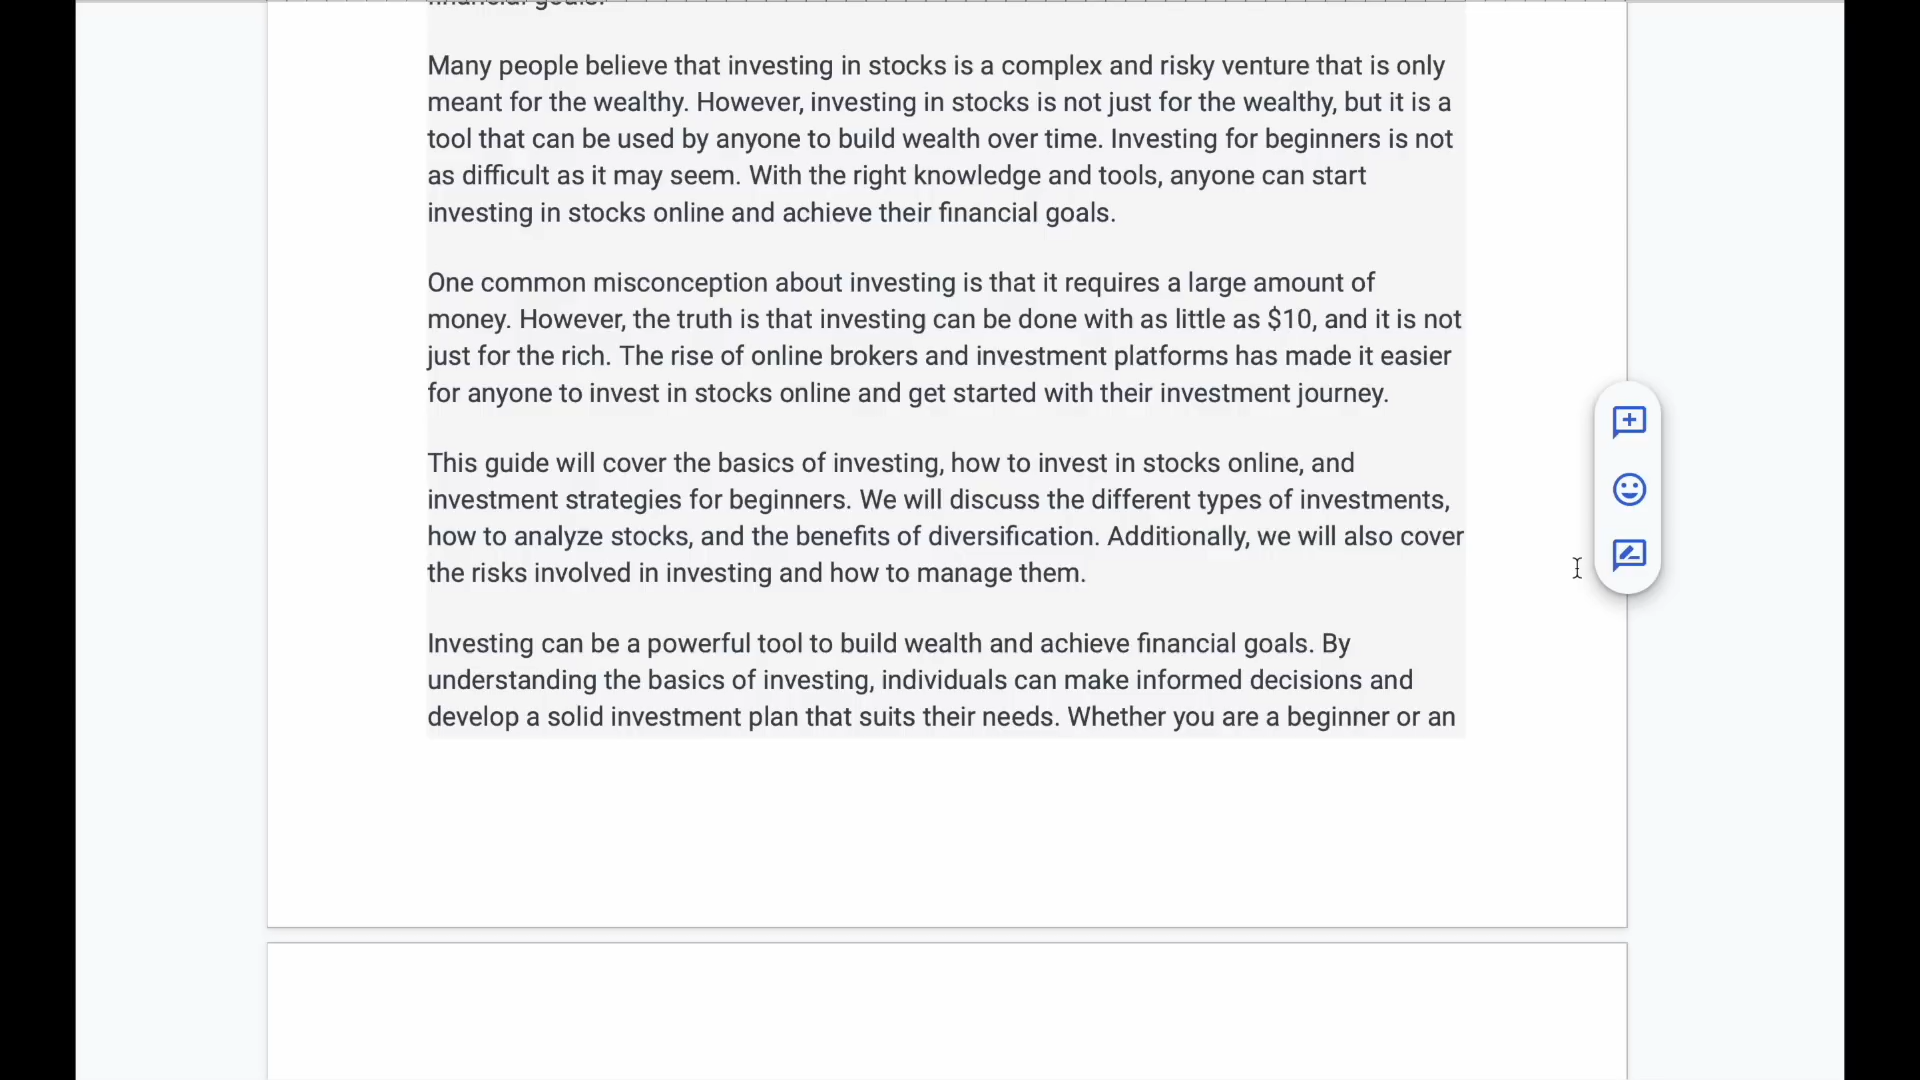 financial goals.
Many people believe that investing in stocks is a complex and risky venture that is only
meant for the wealthy. However, investing in stocks is not just for the wealthy, but it is a
tool that can be used by anyone to build wealth over time. Investing for beginners is not
as difficult as it may seem. With the right knowledge and tools, anyone can start
investing in stocks online and achieve their financial goals.
One common misconception about investing is that it requires a large amount of
money. However, the truth is that investing can be done with as little as $10, and it is not
just for the rich. The rise of online brokers and investment platforms has made it easier
for anyone to invest in stocks online and get started with their investment journey.
This guide will cover the basics of investing, how to invest in stocks online, and
investment strategies for beginners. We will discuss the different types of investments,
how to analyze stocks, and the benefits of diversification. Additionally, we will also cover
the risks involved in investing and how to manage them.
Investing can be a powerful tool to build wealth and achieve financial goals. By
understanding the basics of investing, individuals can make informed decisions and
develop a solid investment plan that suits their needs. Whether you are a beginner or an